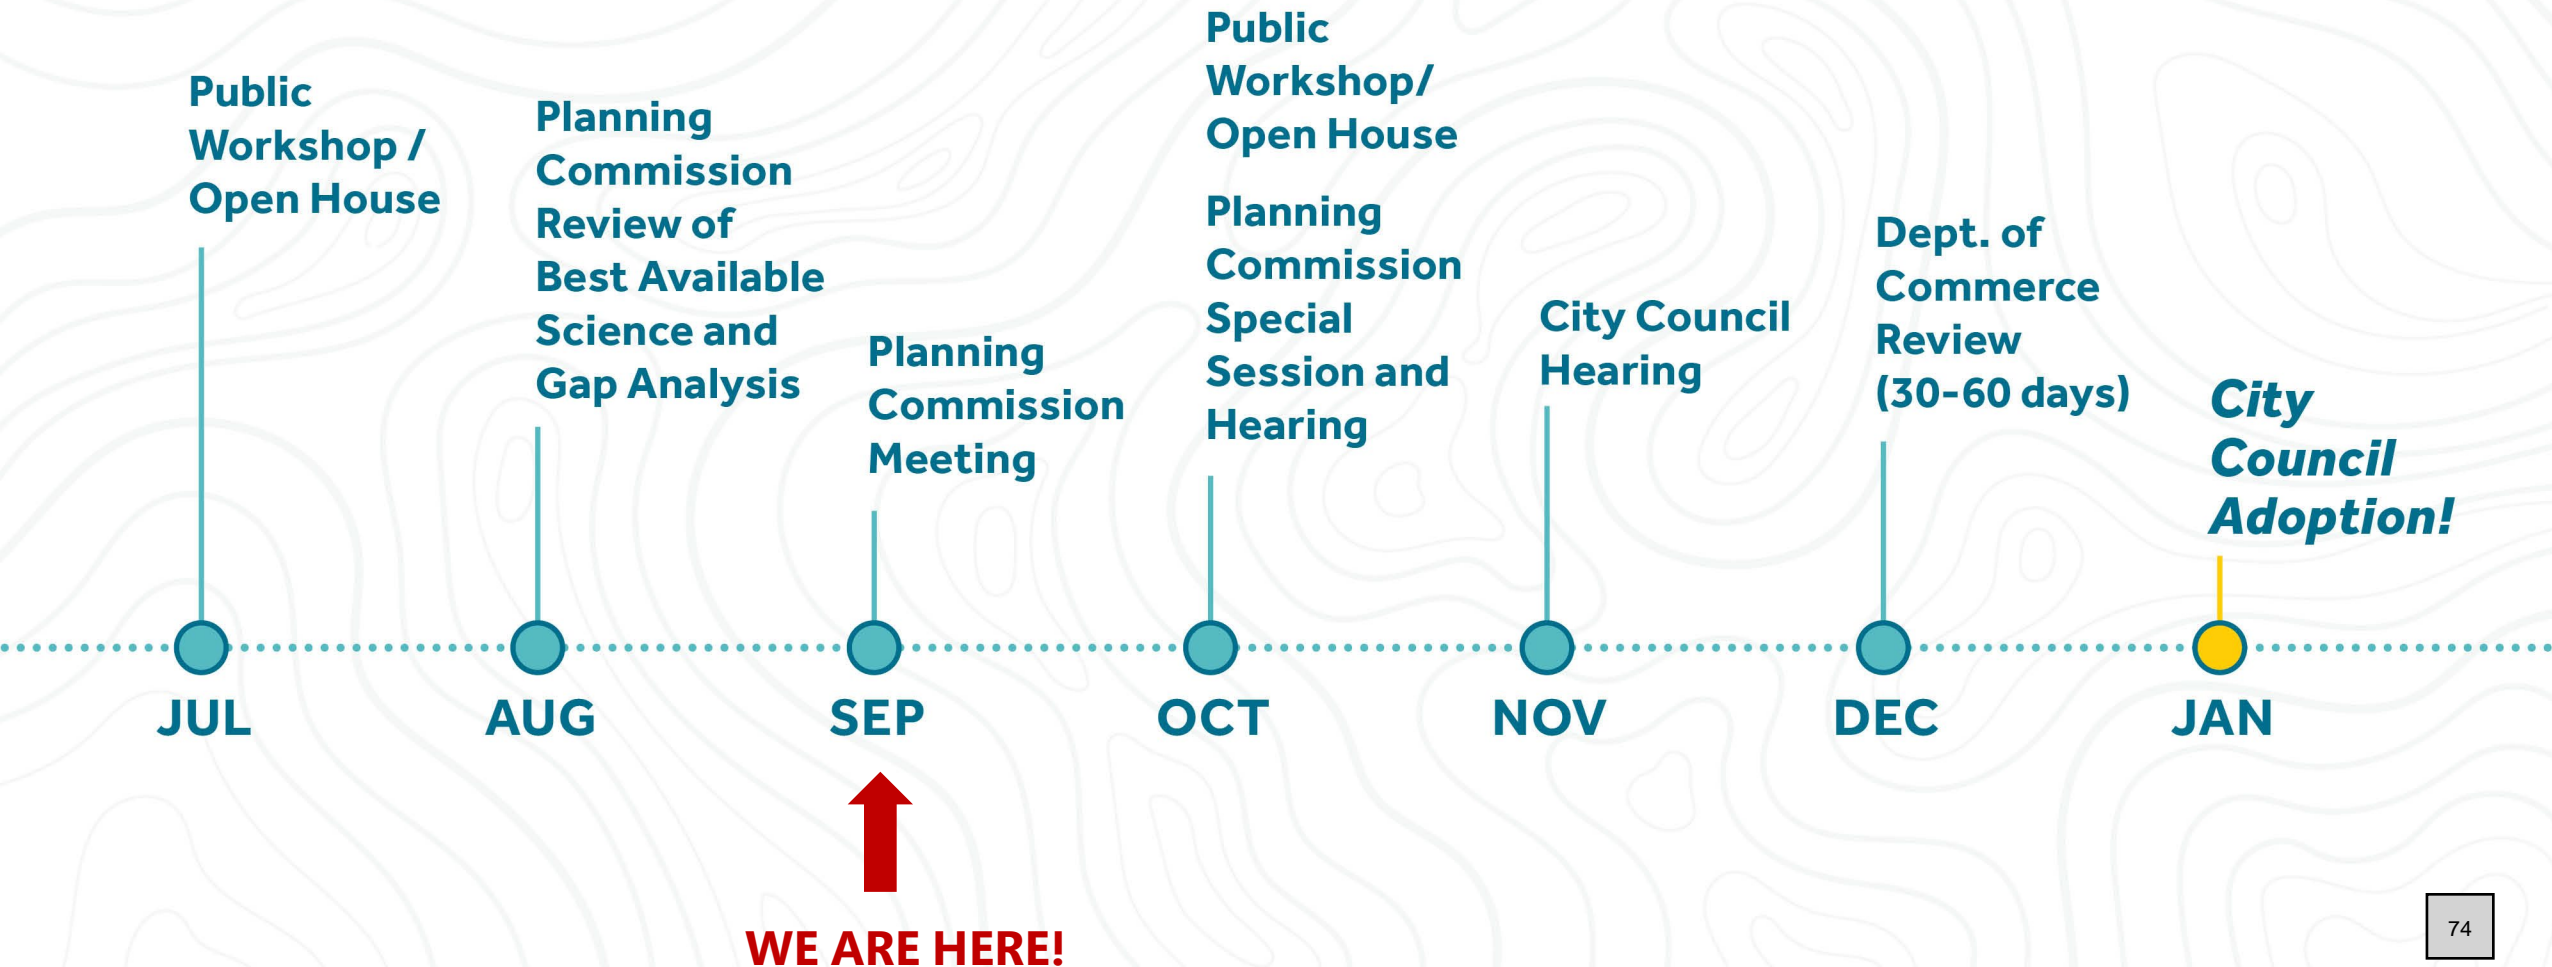 Public
Workshop /
Open House
Planning
Commission
Review of
Best Available
Science and
Gap Analysis
Planning
Commission
Meeting
Public
Workshop/
Open House
Planning
Commission
Special
Session and
Hearing
City Council
Hearing
Dept. of
Commerce
Review
(30-60 days)
City
Council
Adoption!
JUL
AUG
SEP
OCT
NOV
DEC
JAN
WE ARE HERE!
74